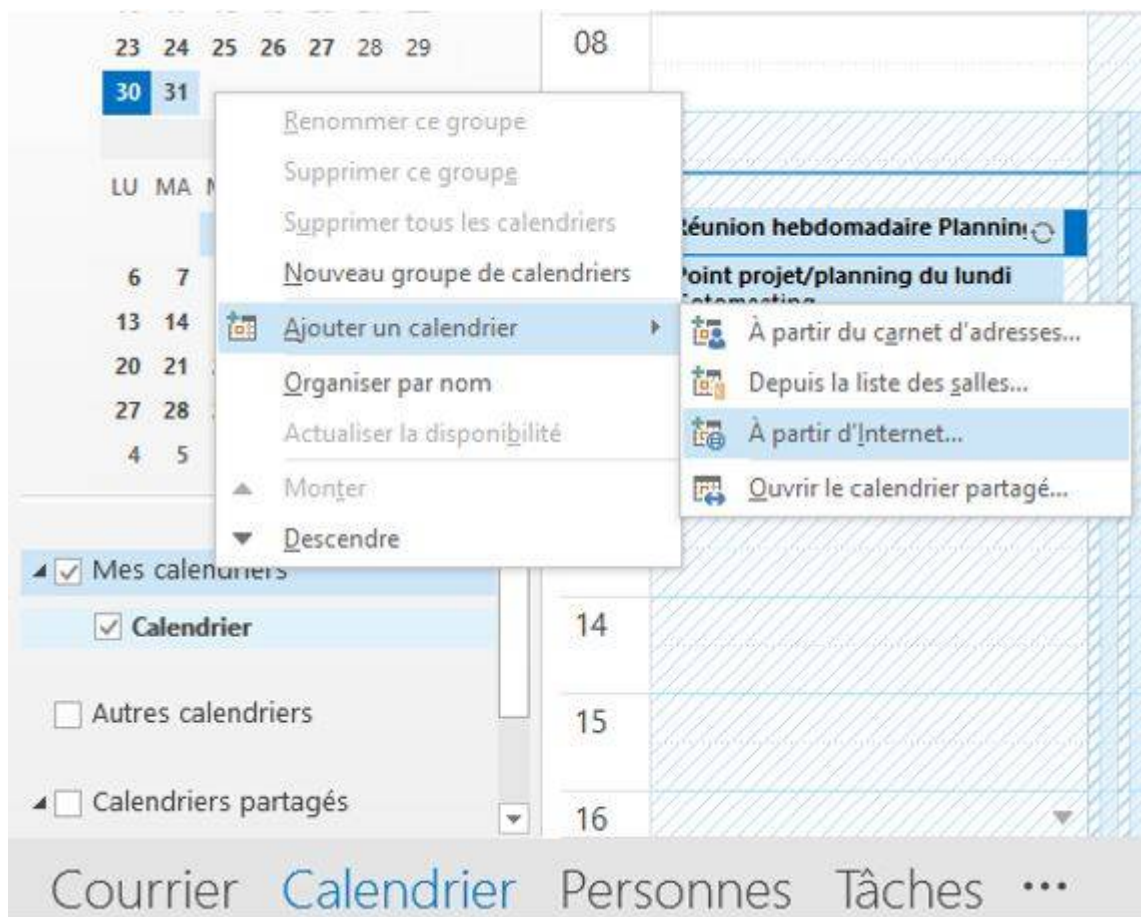 23 24 25 26 27 28 29
30 31
LU MA
6 7
13 14
20 21
27 28
4 5
Renommer ce groupe
Supprimer ce groupe
Supprimer tous les calendriers
Nouveau groupe de calendriers
Ajouter un calendrier
Organiser par nom
Actualiser la disponibilité
Monter
Descendre
À partir du carnet d'adresses...
Depuis la liste des salles...
À partir d'Internet...
Ouvrir le calendrier partagé...
Mes calendriers
Calendrier
Autres calendriers
Calendriers partagés
08
éunion hebdomadaire Planning
oint projet/planning du lundi
14
15
16
Courrier Calendrier Personnes Tâches ...